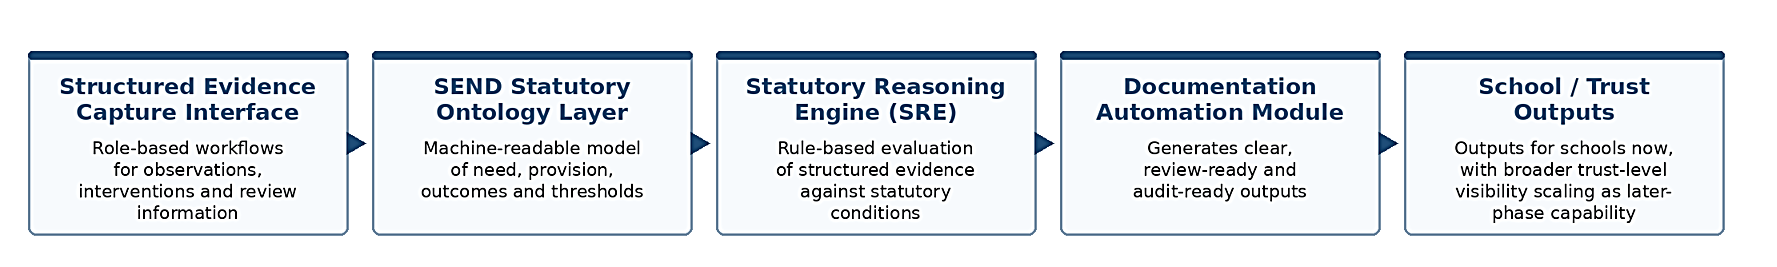 Structured Evidence
Capture Interface
Role-based workflows
for observations,
interventions and review
information
SEND Statutory
Ontology Layer
Machine-readable model
of need, provision,
outcomes and thresholds
Statutory Reasoning
Engine (SRE)
Rule-based evaluation
of structured evidence
against statutory
conditions
Documentation
Automation Module
Generates clear,
review-ready and
audit-ready outputs
School / Trust
Outputs
Outputs for schools now,
with broader trust-level
visibility scaling as later-
phase capability